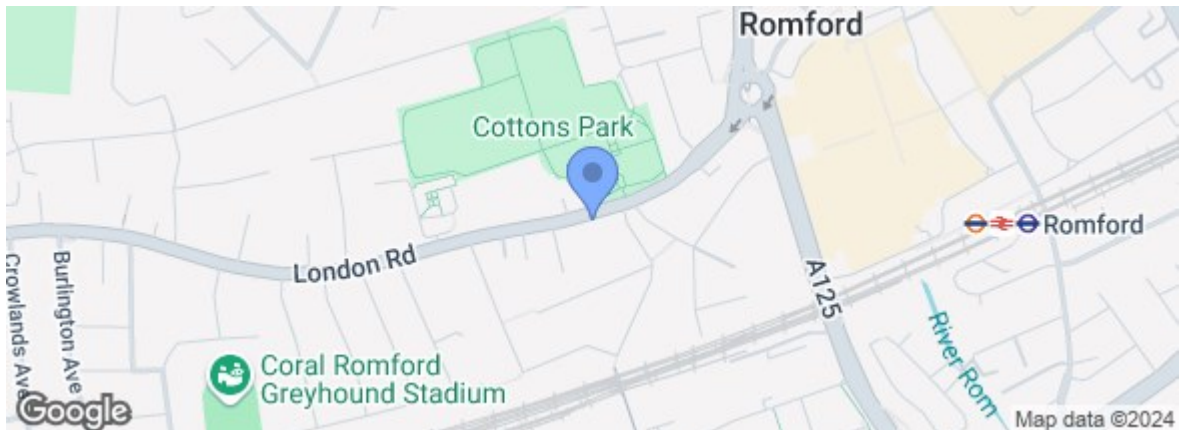 Romford
Cottons Park
Romford
London Rd
A125
Burlington Ave
Crowlands Ave
River Rom
Coral Romford
Greyhound Stadium
Google
Map data ©2024